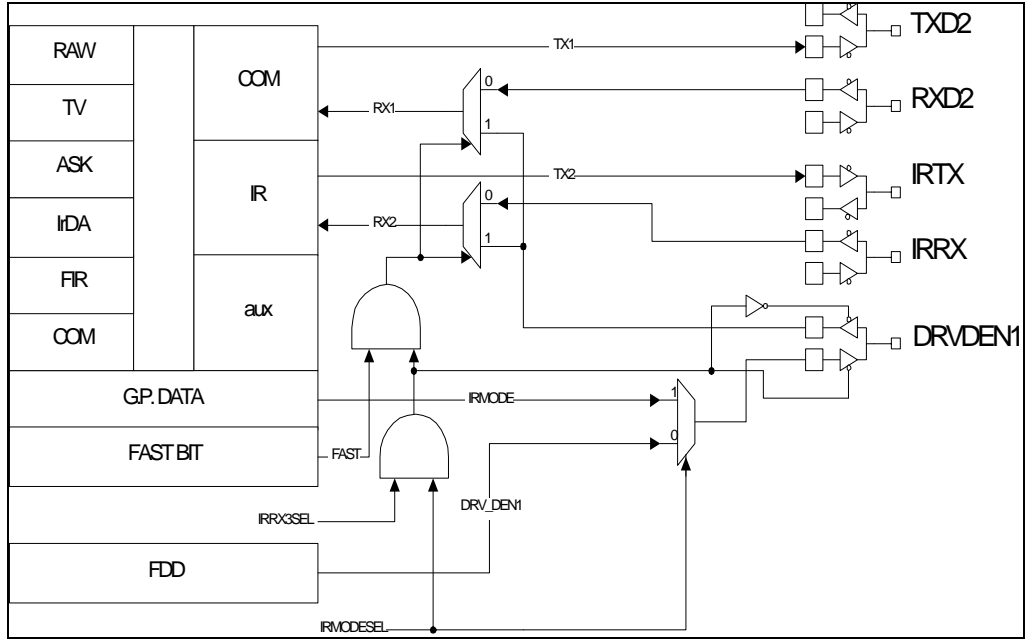 RAW
TV
ASK
IrDA
FIR
COM
COM
IR
aux
G.P. DATA
FAST BIT
FDD
TX1
RX1
0
1
TX2
RX2
0
1
IRMODE
1
0
FAST
DRV_DEN1
IRRX3SEL
IRMODESEL
TXD2
RXD2
IRTX
IRRX
DRVDEN1